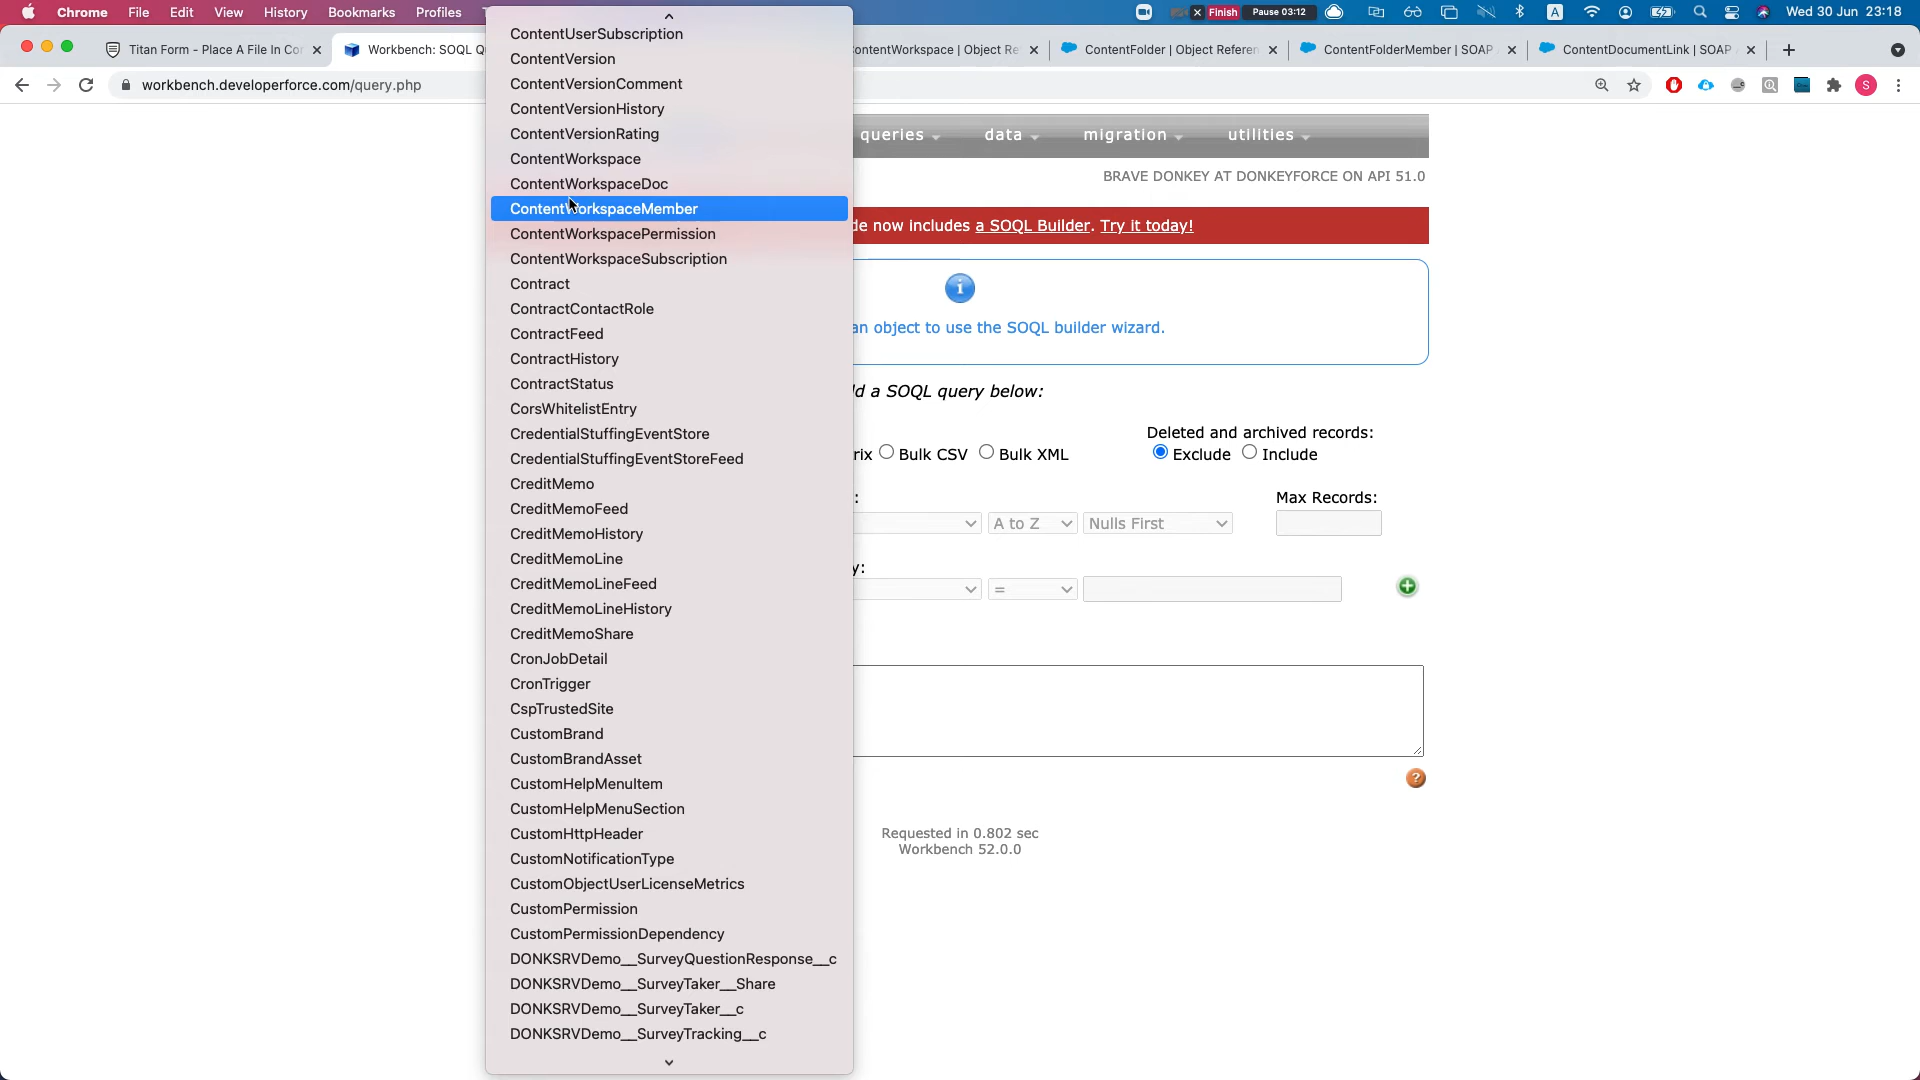 Chrome File Edit View History Bookmarks Profiles
Finish Pause 03:12 A Wed 30 Jun 23:18
Titan Form - Place A File In Con
Workbench: SOQL Q
ontentWorkspace | Object Re
ContentFolder | Object Referen
ContentFolderMember | SOAP
ContentDocumentLink | SOAP
workbench.developerforce.com/query.php
S
queries data migration utilities
BRAVE DONKEY AT DONKEYFORCE ON API 51.0
de now includes a SOQL Builder. Try it today!
an object to use the SOQL builder wizard.
ld a SOQL query below:
Deleted and archived records:
rix Bulk CSV Bulk XML Exclude Include
: Max Records:
A to Z Nulls First
y:
=
?
Requested in 0.802 sec
Workbench 52.0.0
ContentUserSubscription
ContentVersion
ContentVersionComment
ContentVersionHistory
ContentVersionRating
ContentWorkspace
ContentWorkspaceDoc
ContentWorkspaceMember
ContentWorkspacePermission
ContentWorkspaceSubscription
Contract
ContractContactRole
ContractFeed
ContractHistory
ContractStatus
CorsWhitelistEntry
CredentialStuffingEventStore
CredentialStuffingEventStoreFeed
CreditMemo
CreditMemoFeed
CreditMemoHistory
CreditMemoLine
CreditMemoLineFeed
CreditMemoLineHistory
CreditMemoShare
CronJobDetail
CronTrigger
CspTrustedSite
CustomBrand
CustomBrandAsset
CustomHelpMenuItem
CustomHelpMenuSection
CustomHttpHeader
CustomNotificationType
CustomObjectUserLicenseMetrics
CustomPermission
CustomPermissionDependency
DONKSRVDemo__SurveyQuestionResponse__c
DONKSRVDemo__SurveyTaker__Share
DONKSRVDemo__SurveyTaker__c
DONKSRVDemo__SurveyTracking__c